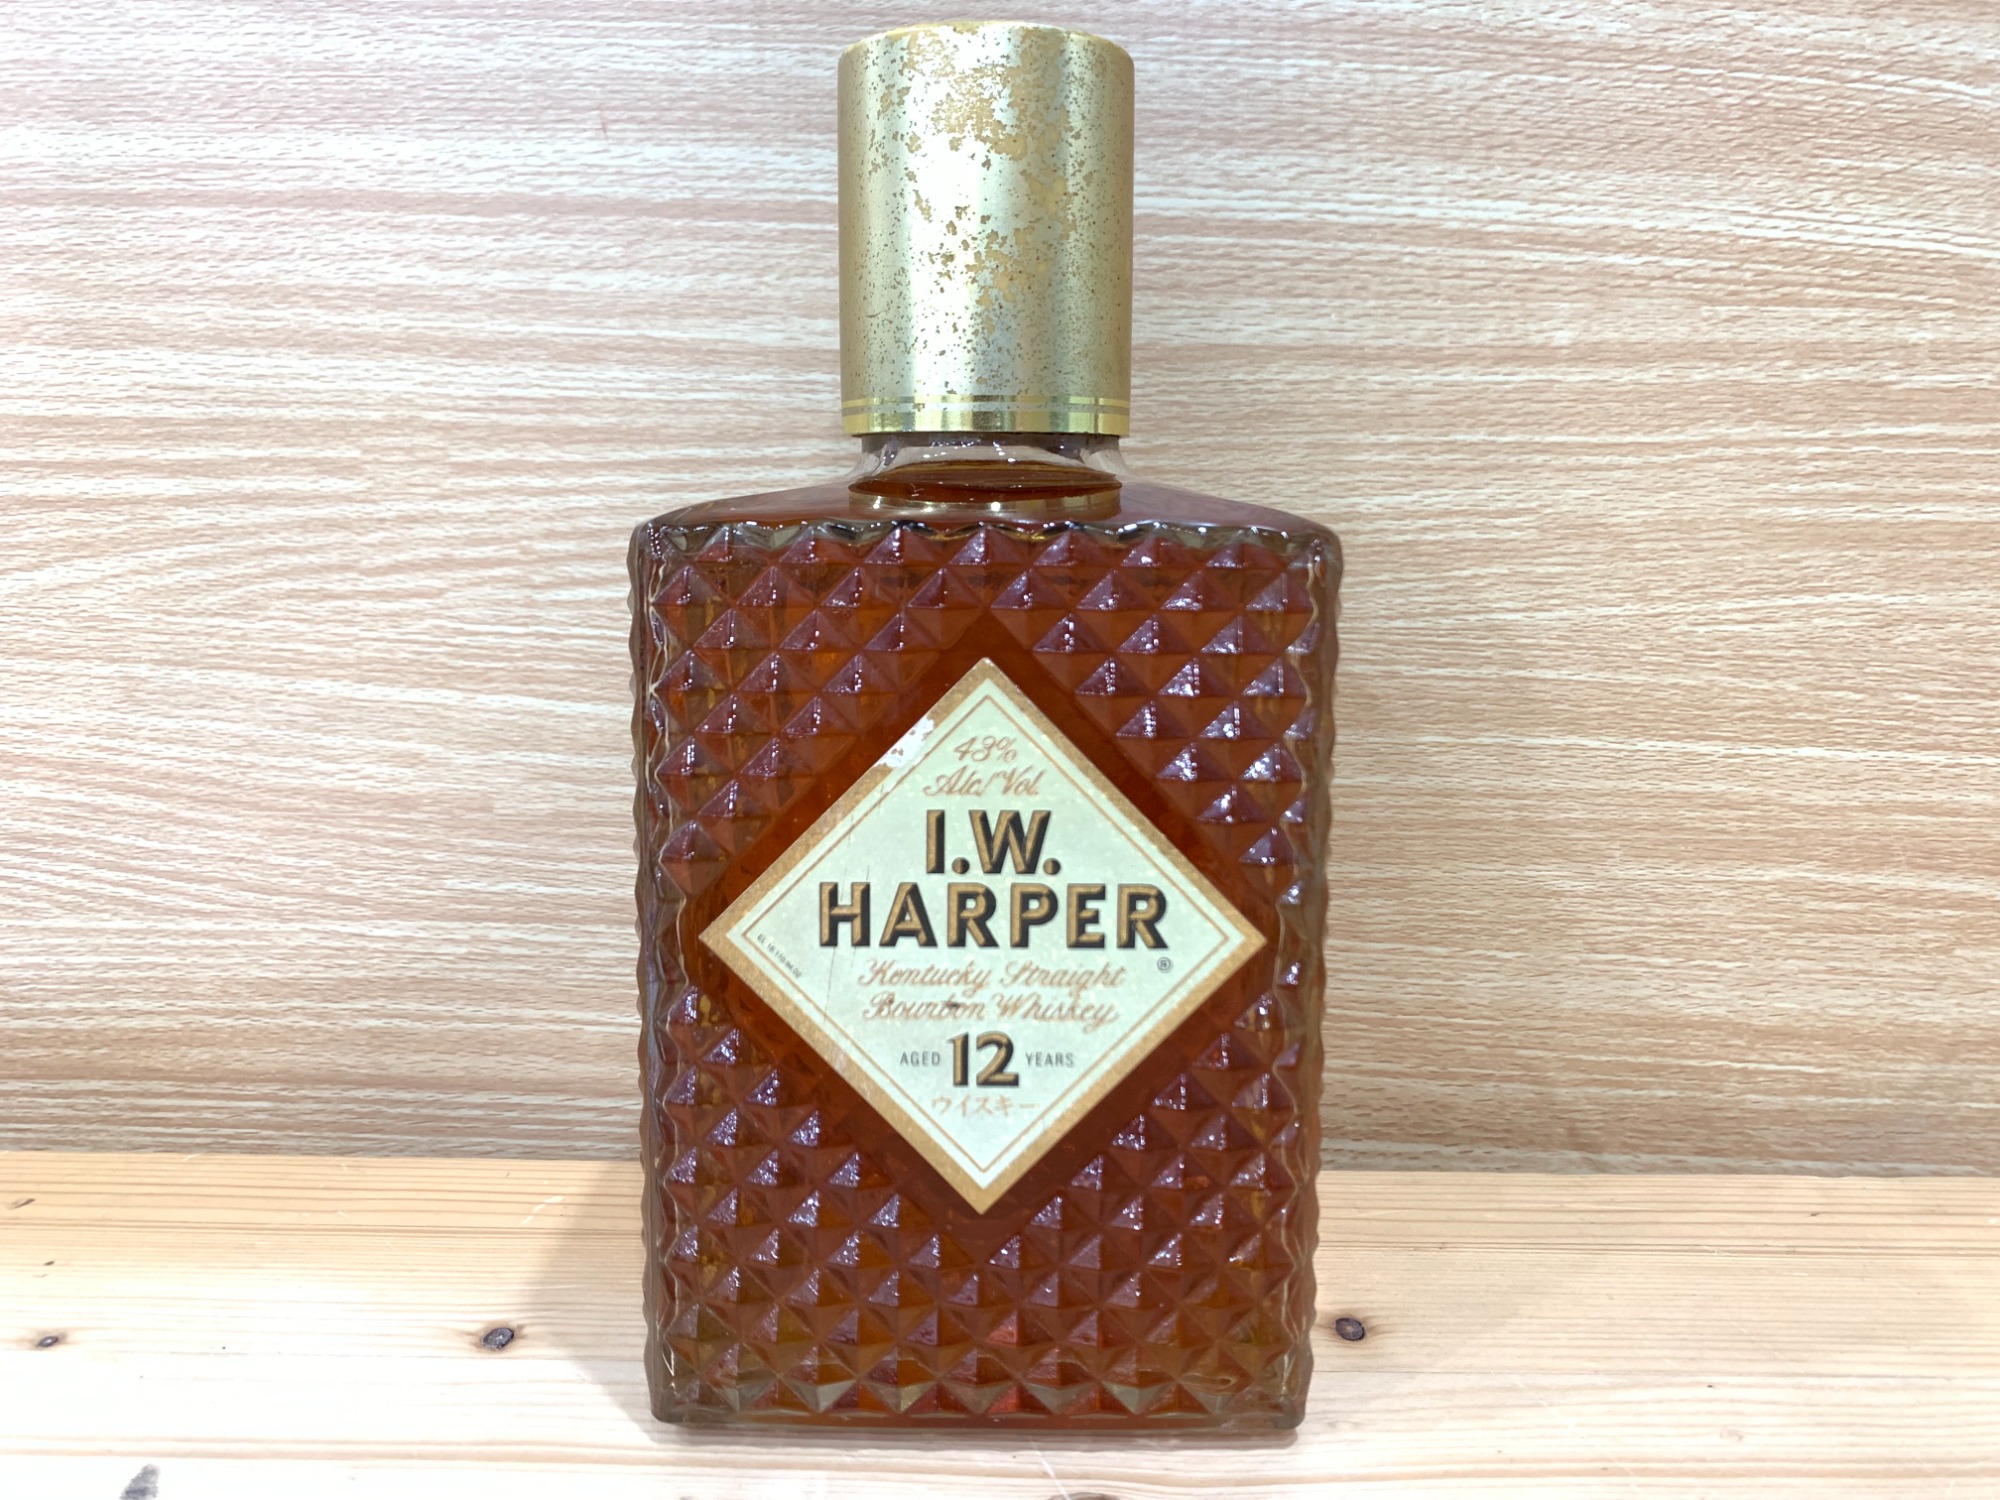 43%
Alc./Vol.
I.W.
HARPER
®
Kentucky Straight
Bourbon Whiskey
AGED 12 YEARS
ウイスキー